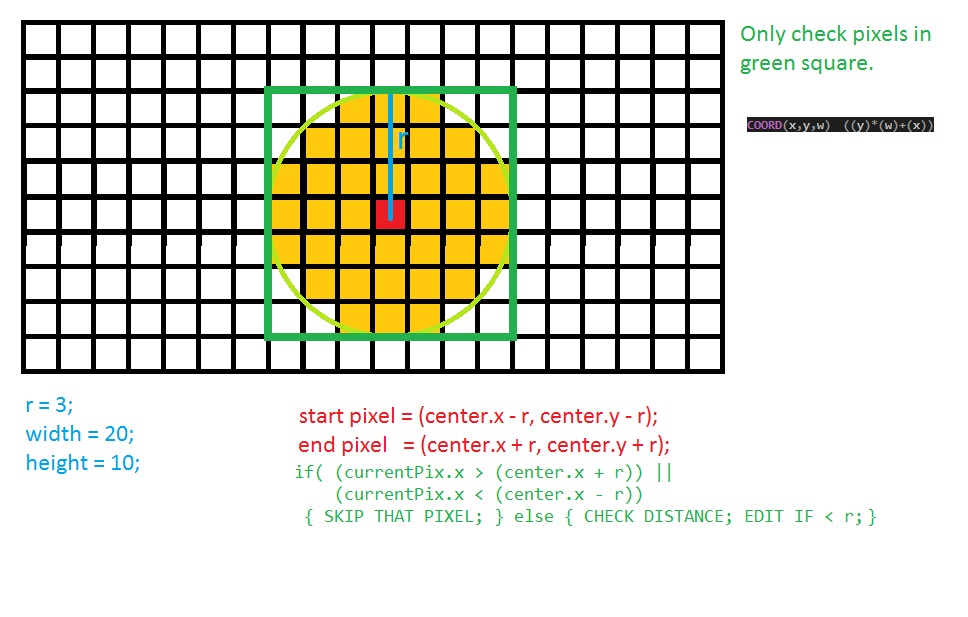 Only check pixels in
green square.
COORD(x,y,w) ((y)*(w)+(x))
r
r = 3;
width = 20;
height = 10;
start pixel = (center.x - r, center.y - r);
end pixel = (center.x + r, center.y + r);
if( (currentPix.x > (center.x + r)) ||
(currentPix.x < (center.x - r))
{ SKIP THAT PIXEL; } else { CHECK DISTANCE; EDIT IF < r; }